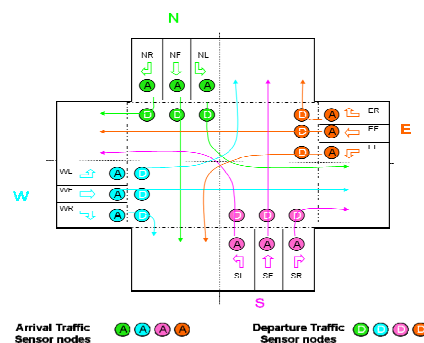 N
NR NF NL
A A A
D D D
D A ER
E
D A EF
D A
WL A D
W
WF A D
WR A D
D D D
A A A
SL SF SR
S
Arrival Traffic A A A A Departure Traffic D D D D
Sensor nodes Sensor nodes